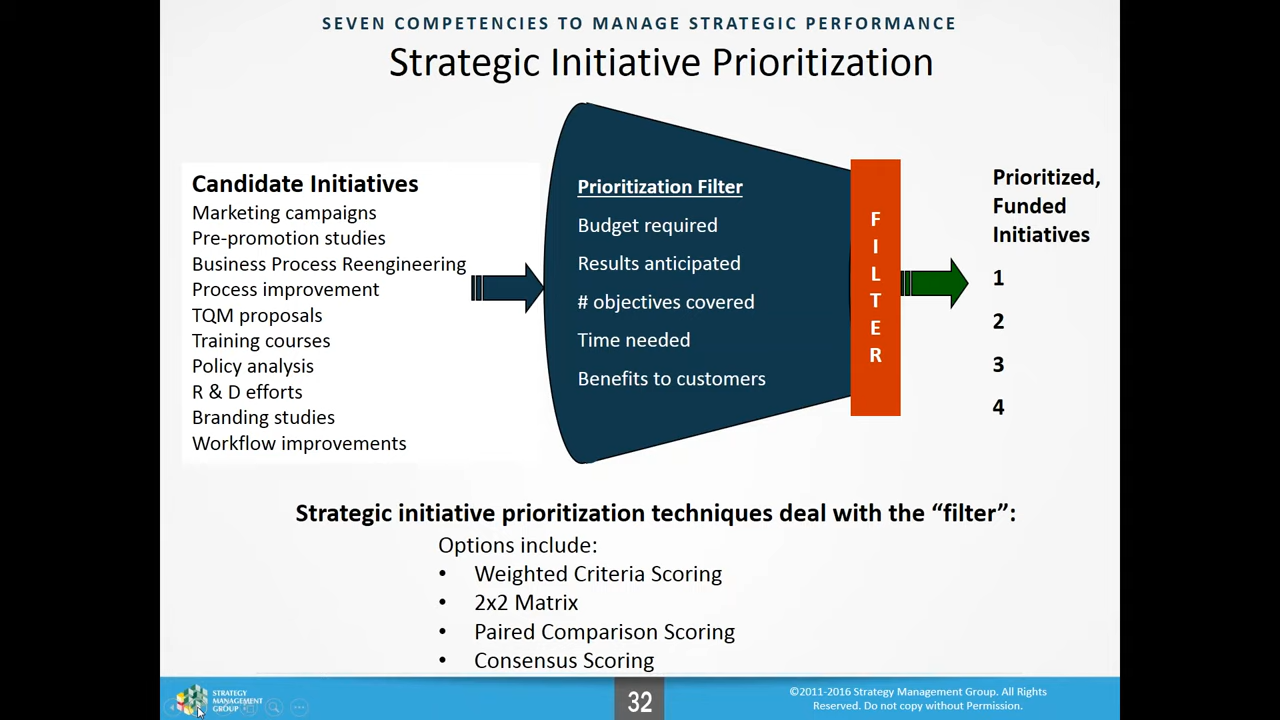 SEVEN COMPETENCIES TO MANAGE STRATEGIC PERFORMANCE
Strategic Initiative Prioritization
Candidate Initiatives
Marketing campaigns
Pre-promotion studies
Business Process Reengineering
Process improvement
TQM proposals
Training courses
Policy analysis
R & D efforts
Branding studies
Workflow improvements
Prioritization Filter
Budget required
Results anticipated
# objectives covered
Time needed
Benefits to customers
F
I
L
T
E
R
Prioritized,
Funded
Initiatives
1
2
3
4
Strategic initiative prioritization techniques deal with the “filter”:
Options include:
• Weighted Criteria Scoring
• 2x2 Matrix
• Paired Comparison Scoring
• Consensus Scoring
STRATEGY
MANAGEMENT
GROUP
32
©2011-2016 Strategy Management Group. All Rights
Reserved. Do not copy without Permission.